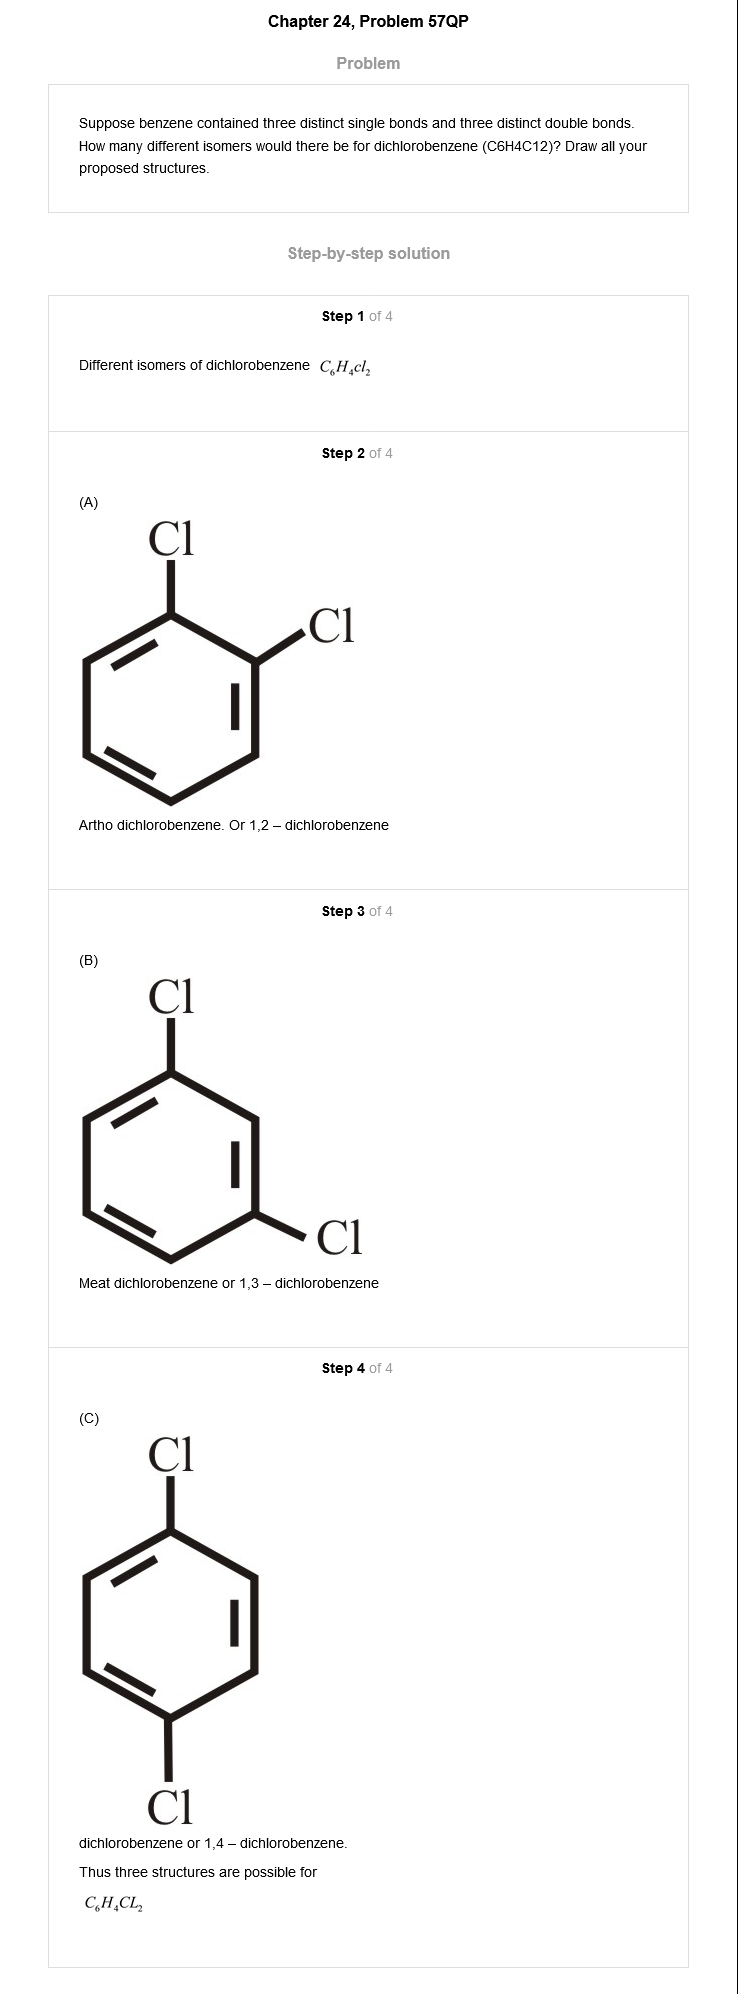 Chapter 24, Problem 57QP
Problem
Suppose benzene contained three distinct single bonds and three distinct double bonds.
How many different isomers would there be for dichlorobenzene (C6H4C12)? Draw all your
proposed structures.
Step-by-step solution
Step 1 of 4
Different isomers of dichlorobenzene C₆H₄cl₂
Step 2 of 4
(A)
Cl
Cl
Artho dichlorobenzene. Or 1,2 – dichlorobenzene
Step 3 of 4
(B)
Cl
Cl
Meat dichlorobenzene or 1,3 – dichlorobenzene
Step 4 of 4
(C)
Cl
Cl
dichlorobenzene or 1,4 – dichlorobenzene.
Thus three structures are possible for
C₆H₄CL₂